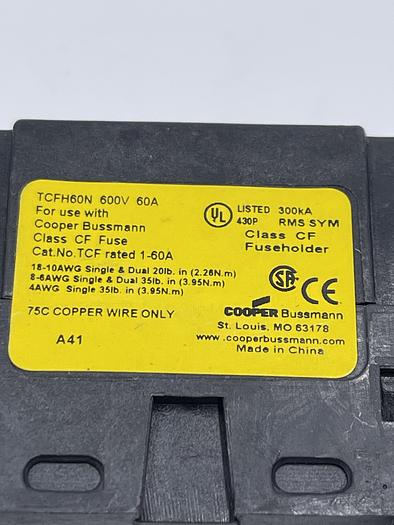 TCFH60N 600V 60A
For use with
Cooper Bussmann
Class CF Fuse
Cat.No.TCF rated 1-60A
18-10AWG Single & Dual 20lb. in (2.26N.m)
8-6AWG Single & Dual 35lb. in (3.95N.m)
4AWG Single 35lb. in (3.95N.m)
75C COPPER WIRE ONLY
A41
UL LISTED 300kA
430P RMS SYM
Class CF
Fuseholder
SA CE
COOPER Bussmann
St. Louis, MO 63178
www.cooperbussmann.com
Made in China